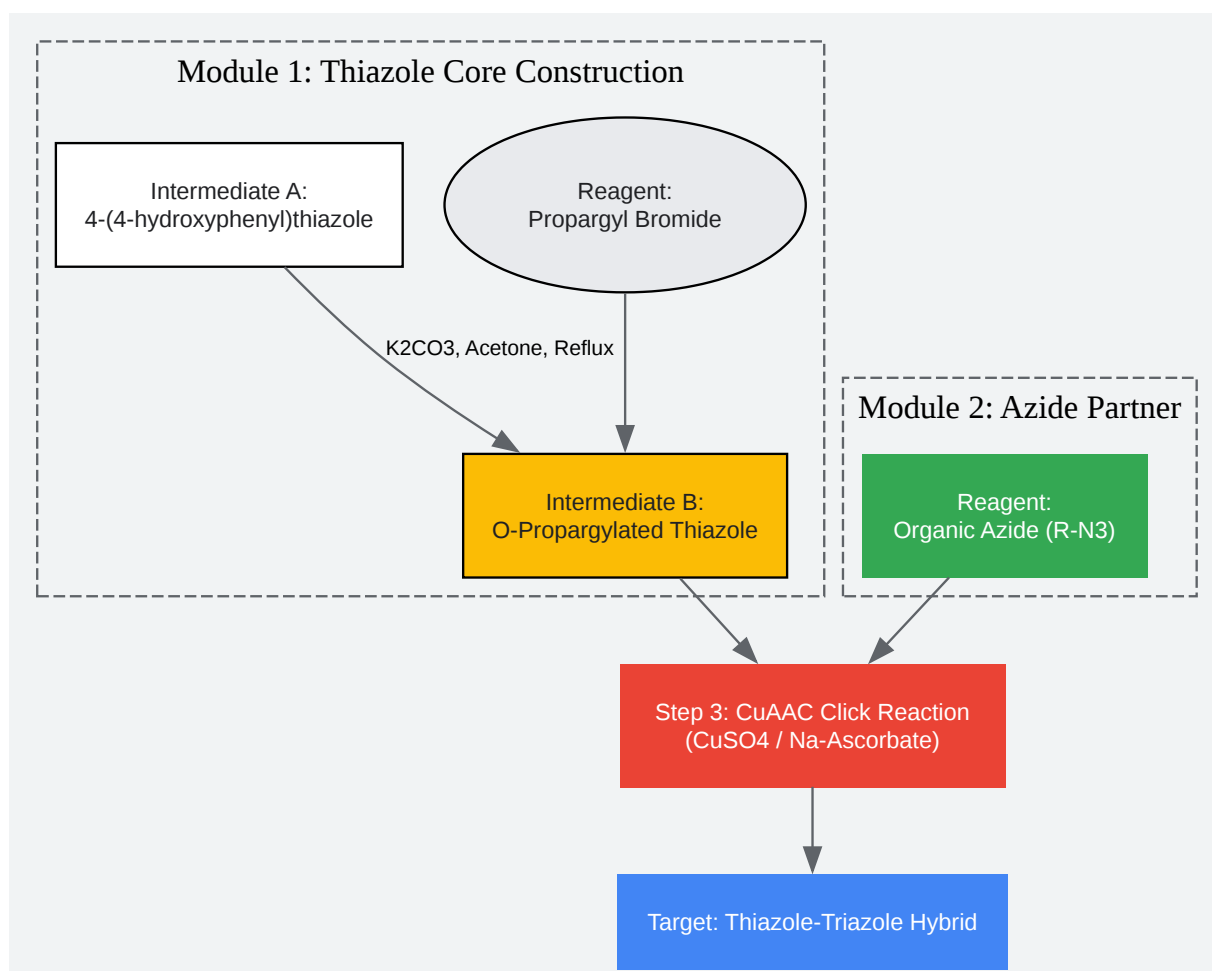 Module 1: Thiazole Core Construction
Intermediate A:
4-(4-hydroxyphenyl)thiazole
Reagent:
Propargyl Bromide
K2CO3, Acetone, Reflux
Intermediate B:
O-Propargylated Thiazole
Module 2: Azide Partner
Reagent:
Organic Azide (R-N3)
Step 3: CuAAC Click Reaction
(CuSO4 / Na-Ascorbate)
Target: Thiazole-Triazole Hybrid